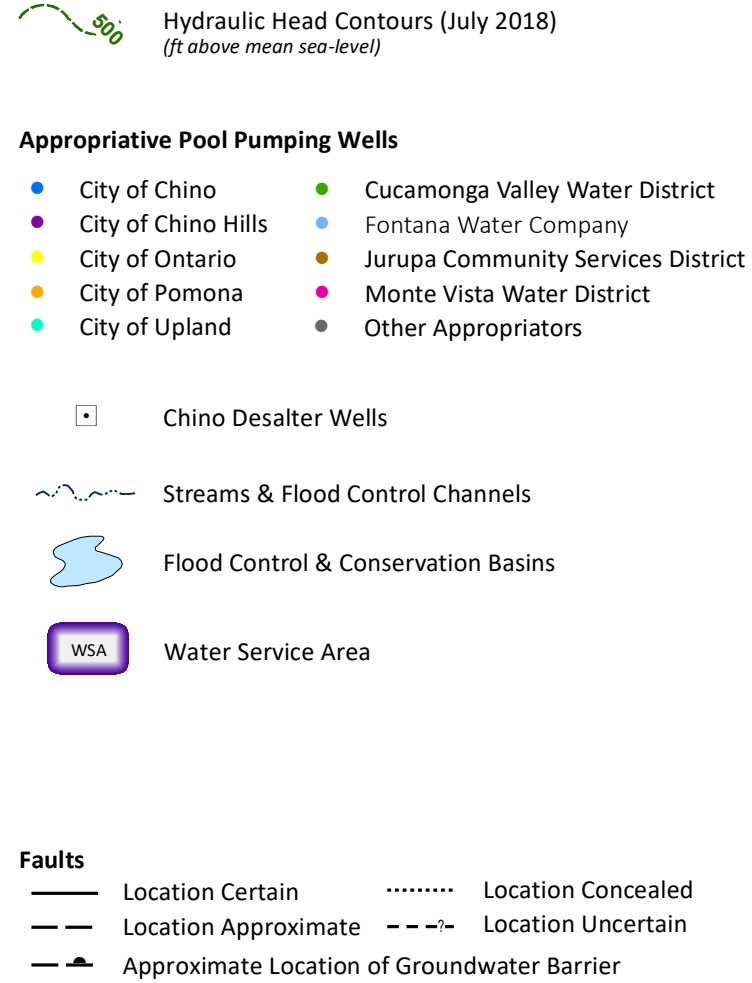 500
Hydraulic Head Contours (July 2018)
(ft above mean sea-level)
Appropriative Pool Pumping Wells
City of Chino
City of Chino Hills
City of Ontario
City of Pomona
City of Upland
Cucamonga Valley Water District
Fontana Water Company
Jurupa Community Services District
Monte Vista Water District
Other Appropriators
Chino Desalter Wells
Streams & Flood Control Channels
Flood Control & Conservation Basins
WSA
Water Service Area
Faults
Location Certain
Location Concealed
Location Approximate
?
Location Uncertain
Approximate Location of Groundwater Barrier